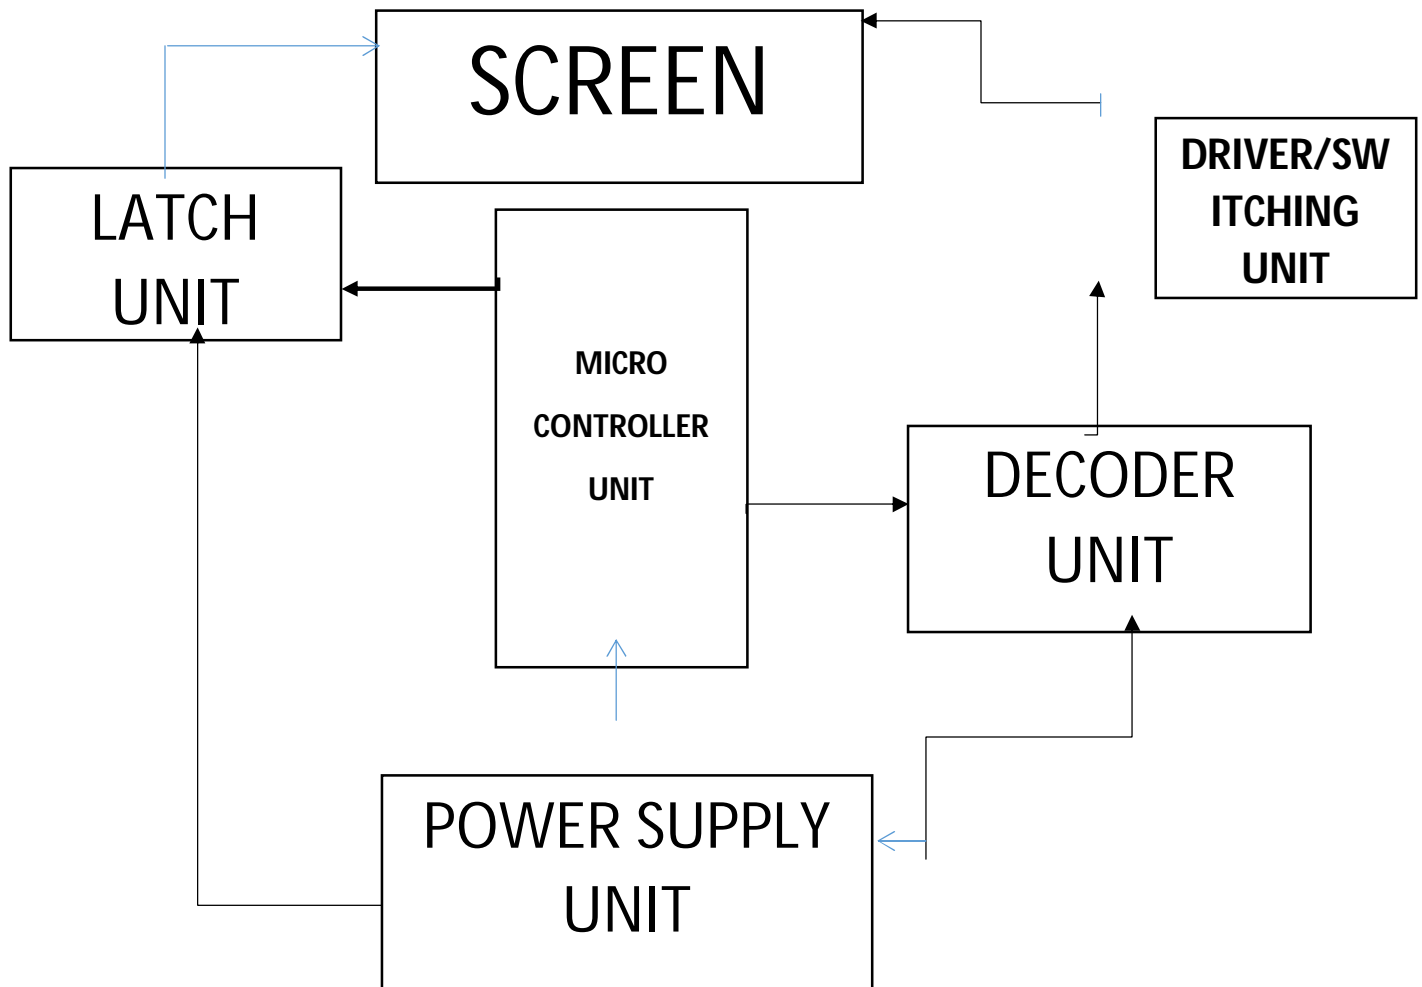 SCREEN
DRIVER/SW
ITCHING
UNIT
LATCH
UNIT
MICRO
CONTROLLER
UNIT
DECODER
UNIT
POWER SUPPLY
UNIT